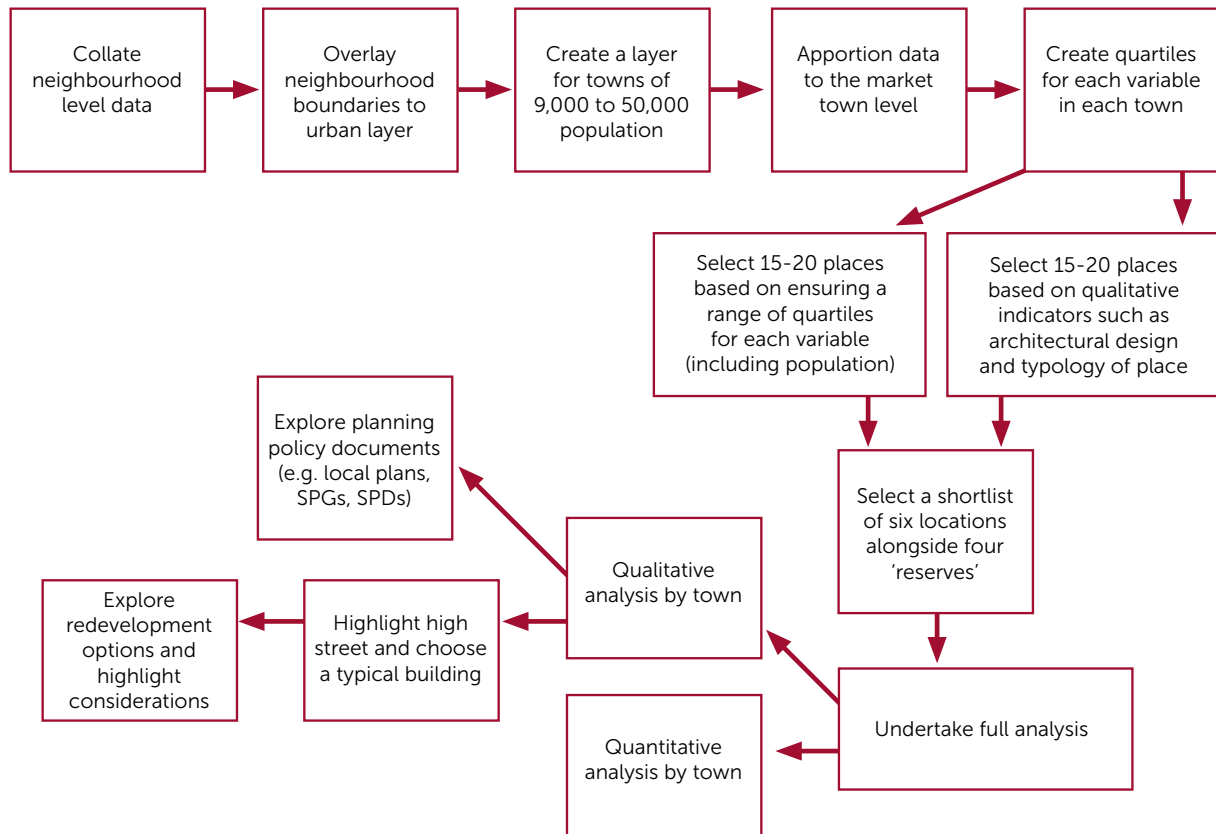 Collate
neighbourhood
level data
Overlay
neighbourhood
boundaries to
urban layer
Create a layer
for towns of
9,000 to 50,000
population
Apportion data
to the market
town level
Create quartiles
for each variable
in each town
Select 15-20 places
based on ensuring a
range of quartiles
for each variable
(including population)
Select 15-20 places
based on qualitative
indicators such as
architectural design
and typology of place
Select a shortlist
of six locations
alongside four
‘reserves’
Undertake full analysis
Qualitative
analysis by town
Quantitative
analysis by town
Explore planning
policy documents
(e.g. local plans,
SPGs, SPDs)
Highlight high
street and choose
a typical building
Explore
redevelopment
options and
highlight
considerations